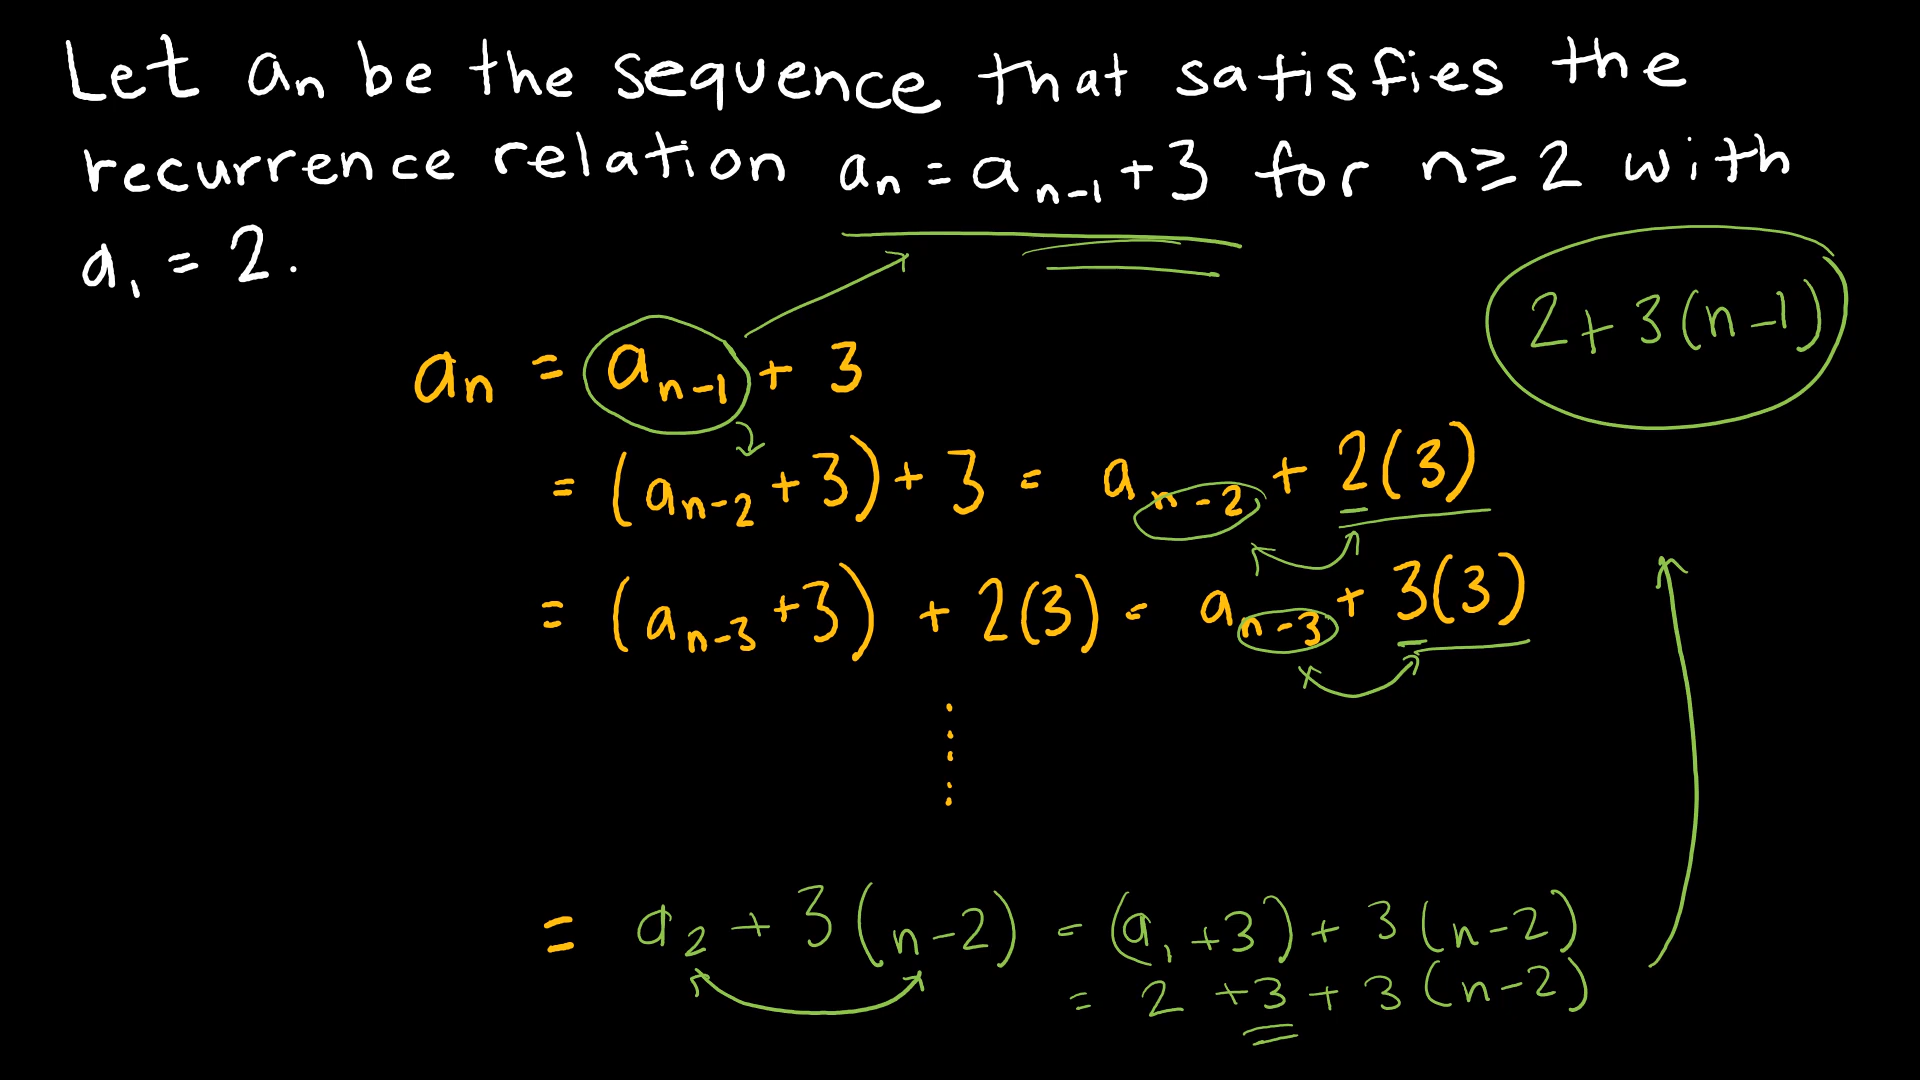 Let aₙ be the sequence that satisfies the
recurrence relation aₙ = aₙ₋₁ + 3 for n ≥ 2 with
a₁ = 2.
2 + 3(n-1)
aₙ = aₙ₋₁ + 3
= (aₙ₋₂ + 3) + 3 = aₙ₋₂ + 2(3)
= (aₙ₋₃ + 3) + 2(3) = aₙ₋₃ + 3(3)
= a₂ + 3(n-2) = (a₁ + 3) + 3(n-2)
= 2 + 3 + 3(n-2)